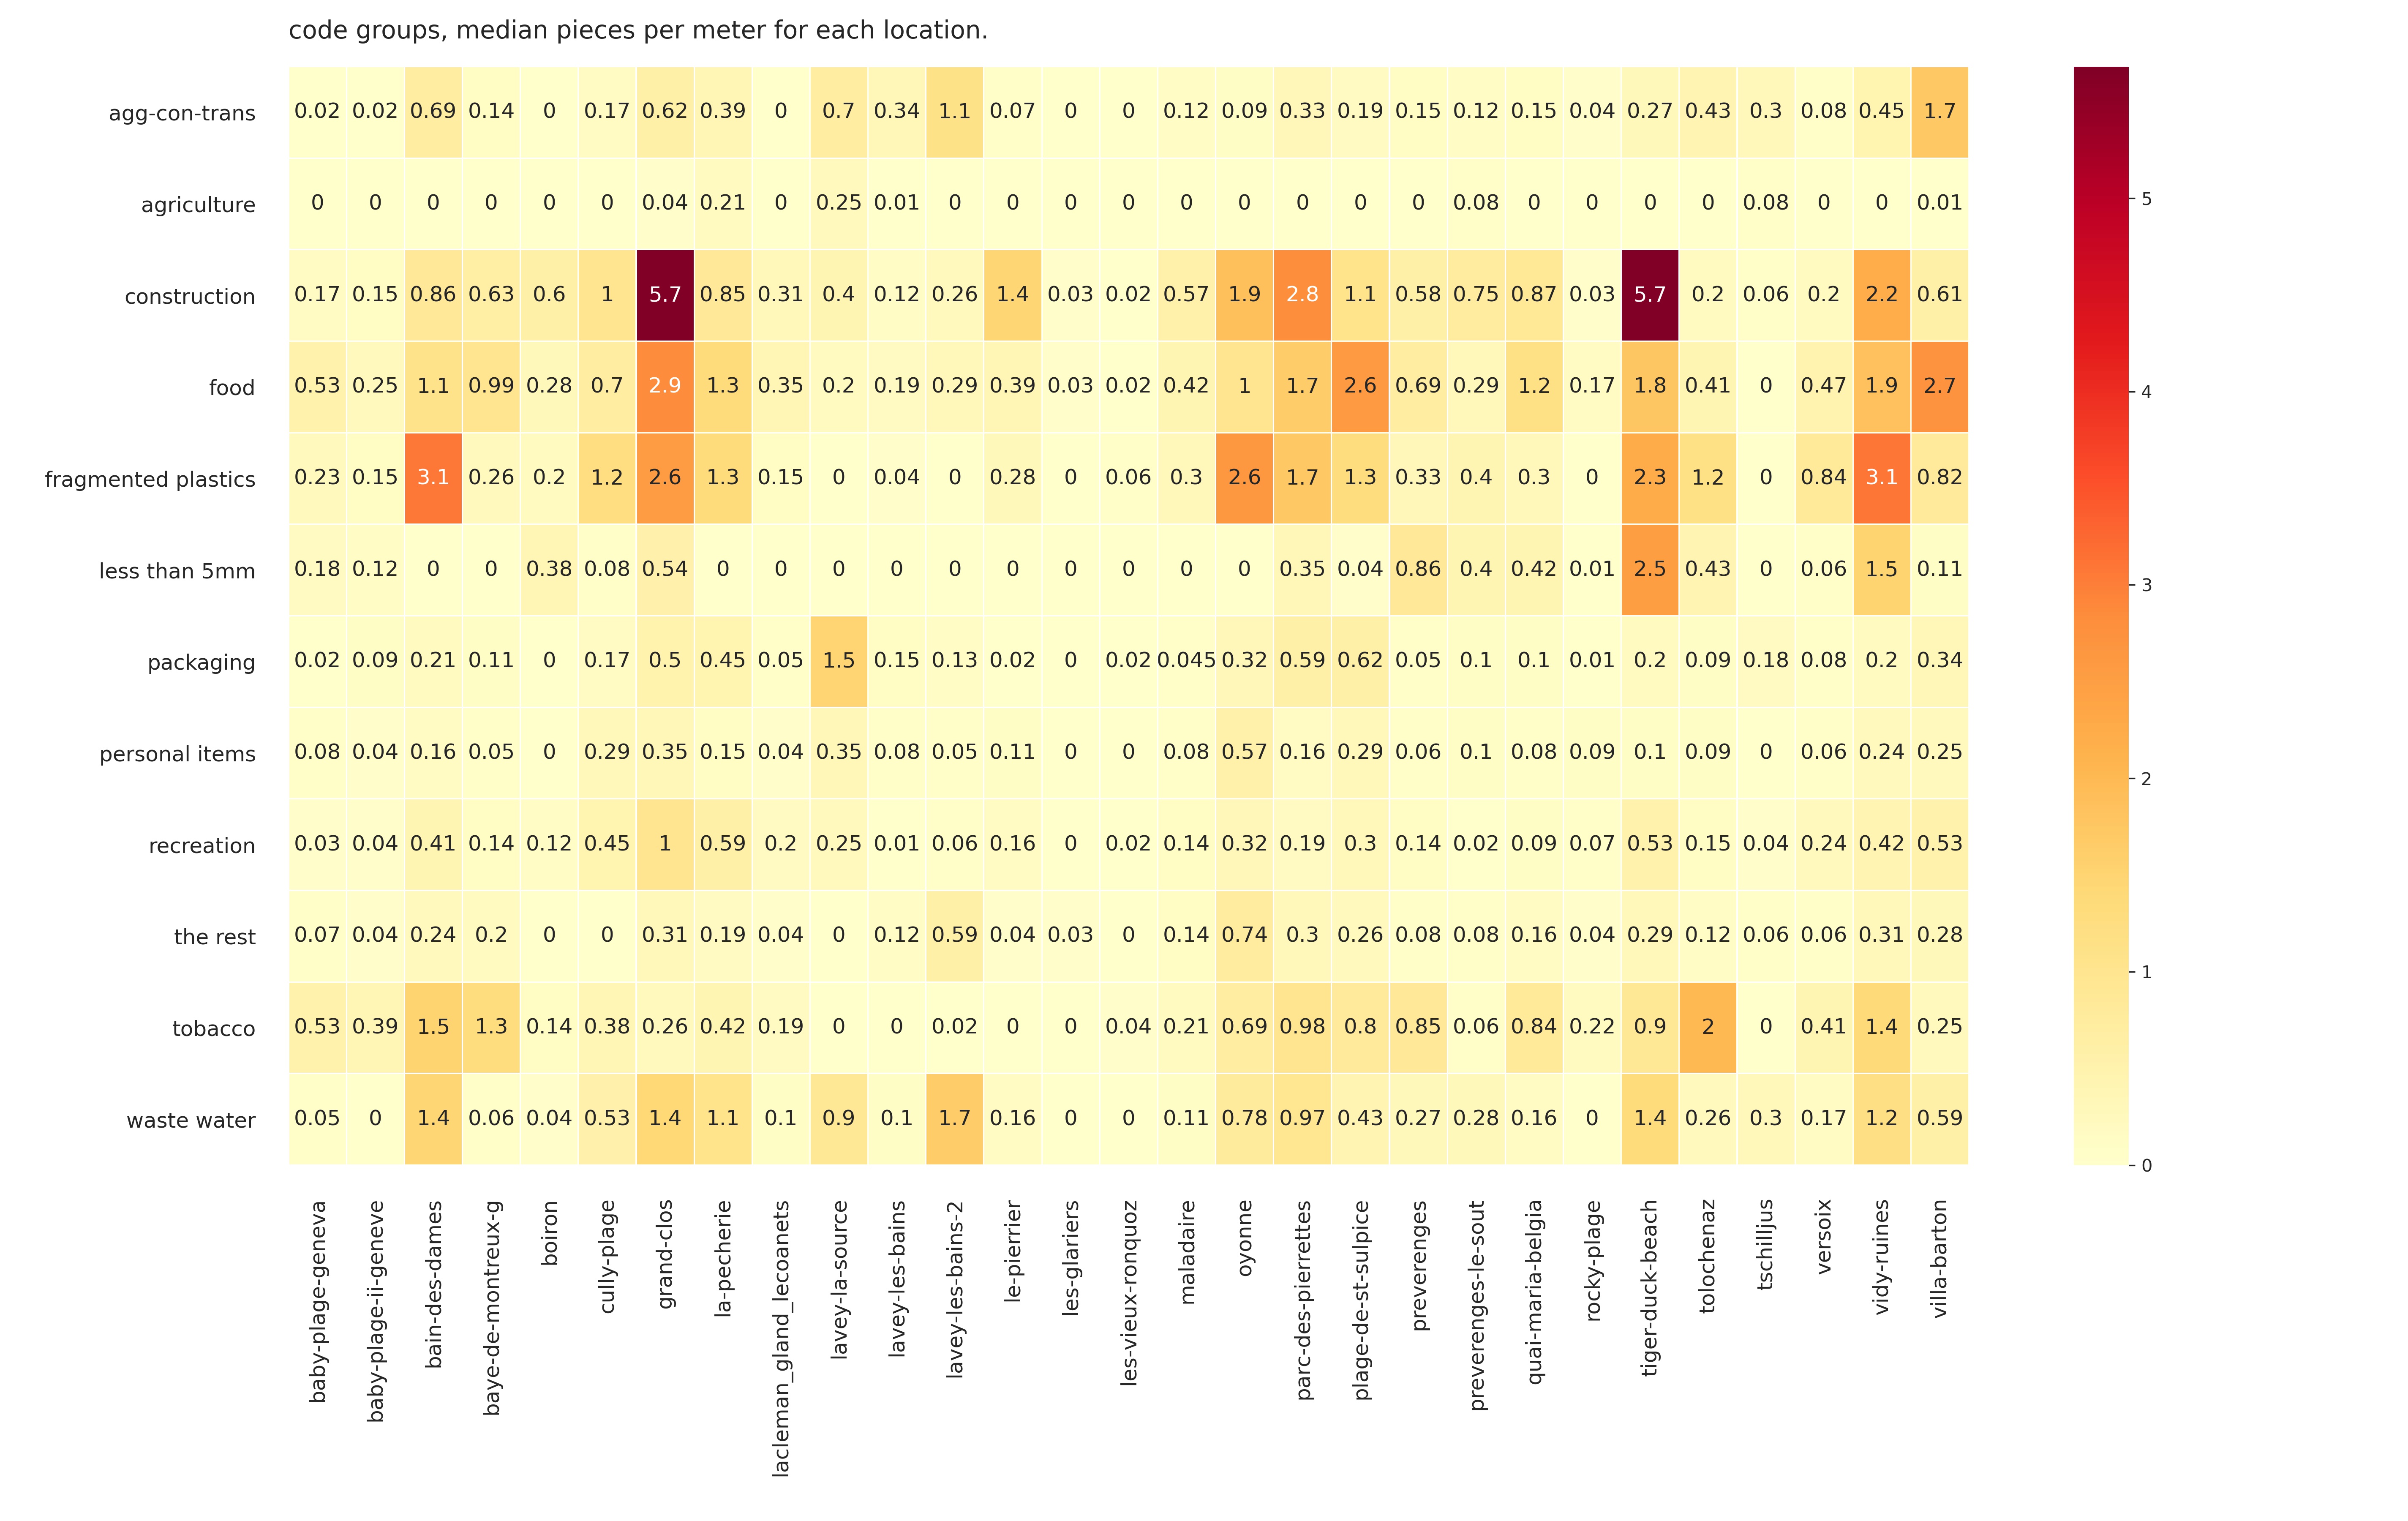 code groups, median pieces per meter for each location.
agg-con-trans 0.02 0.02 0.69 0.14 0 0.17 0.62 0.39 0 0.7 0.34 1.1 0.07 0 0 0.12 0.09 0.33 0.19 0.15 0.12 0.15 0.04 0.27 0.43 0.3 0.08 0.45 1.7
agriculture 0 0 0 0 0 0 0.04 0.21 0 0.25 0.01 0 0 0 0 0 0 0 0 0 0.08 0 0 0 0 0.08 0 0 0.01
construction 0.17 0.15 0.86 0.63 0.6 1 5.7 0.85 0.31 0.4 0.12 0.26 1.4 0.03 0.02 0.57 1.9 2.8 1.1 0.58 0.75 0.87 0.03 5.7 0.2 0.06 0.2 2.2 0.61
food 0.53 0.25 1.1 0.99 0.28 0.7 2.9 1.3 0.35 0.2 0.19 0.29 0.39 0.03 0.02 0.42 1 1.7 2.6 0.69 0.29 1.2 0.17 1.8 0.41 0 0.47 1.9 2.7
fragmented plastics 0.23 0.15 3.1 0.26 0.2 1.2 2.6 1.3 0.15 0 0.04 0 0.28 0 0.06 0.3 2.6 1.7 1.3 0.33 0.4 0.3 0 2.3 1.2 0 0.84 3.1 0.82
less than 5mm 0.18 0.12 0 0 0.38 0.08 0.54 0 0 0 0 0 0 0 0 0 0 0.35 0.04 0.86 0.4 0.42 0.01 2.5 0.43 0 0.06 1.5 0.11
packaging 0.02 0.09 0.21 0.11 0 0.17 0.5 0.45 0.05 1.5 0.15 0.13 0.02 0 0.02 0.045 0.32 0.59 0.62 0.05 0.1 0.1 0.01 0.2 0.09 0.18 0.08 0.2 0.34
personal items 0.08 0.04 0.16 0.05 0 0.29 0.35 0.15 0.04 0.35 0.08 0.05 0.11 0 0 0.08 0.57 0.16 0.29 0.06 0.1 0.08 0.09 0.1 0.09 0 0.06 0.24 0.25
recreation 0.03 0.04 0.41 0.14 0.12 0.45 1 0.59 0.2 0.25 0.01 0.06 0.16 0 0.02 0.14 0.32 0.19 0.3 0.14 0.02 0.09 0.07 0.53 0.15 0.04 0.24 0.42 0.53
the rest 0.07 0.04 0.24 0.2 0 0 0.31 0.19 0.04 0 0.12 0.59 0.04 0.03 0 0.14 0.74 0.3 0.26 0.08 0.08 0.16 0.04 0.29 0.12 0.06 0.06 0.31 0.28
tobacco 0.53 0.39 1.5 1.3 0.14 0.38 0.26 0.42 0.19 0 0 0.02 0 0 0.04 0.21 0.69 0.98 0.8 0.85 0.06 0.84 0.22 0.9 2 0 0.41 1.4 0.25
waste water 0.05 0 1.4 0.06 0.04 0.53 1.4 1.1 0.1 0.9 0.1 1.7 0.16 0 0 0.11 0.78 0.97 0.43 0.27 0.28 0.16 0 1.4 0.26 0.3 0.17 1.2 0.59
baby-plage-geneva
baby-plage-ii-geneve
bain-des-dames
baye-de-montreux-g
boiron
cully-plage
grand-clos
la-pecherie
lacleman_gland_lecoanets
lavey-la-source
lavey-les-bains
lavey-les-bains-2
le-pierrier
les-glariers
les-vieux-ronquoz
maladaire
oyonne
parc-des-pierrettes
plage-de-st-sulpice
preverenges
preverenges-le-sout
quai-maria-belgia
rocky-plage
tiger-duck-beach
tolochenaz
tschilljus
versoix
vidy-ruines
villa-barton
5
4
3
2
1
0